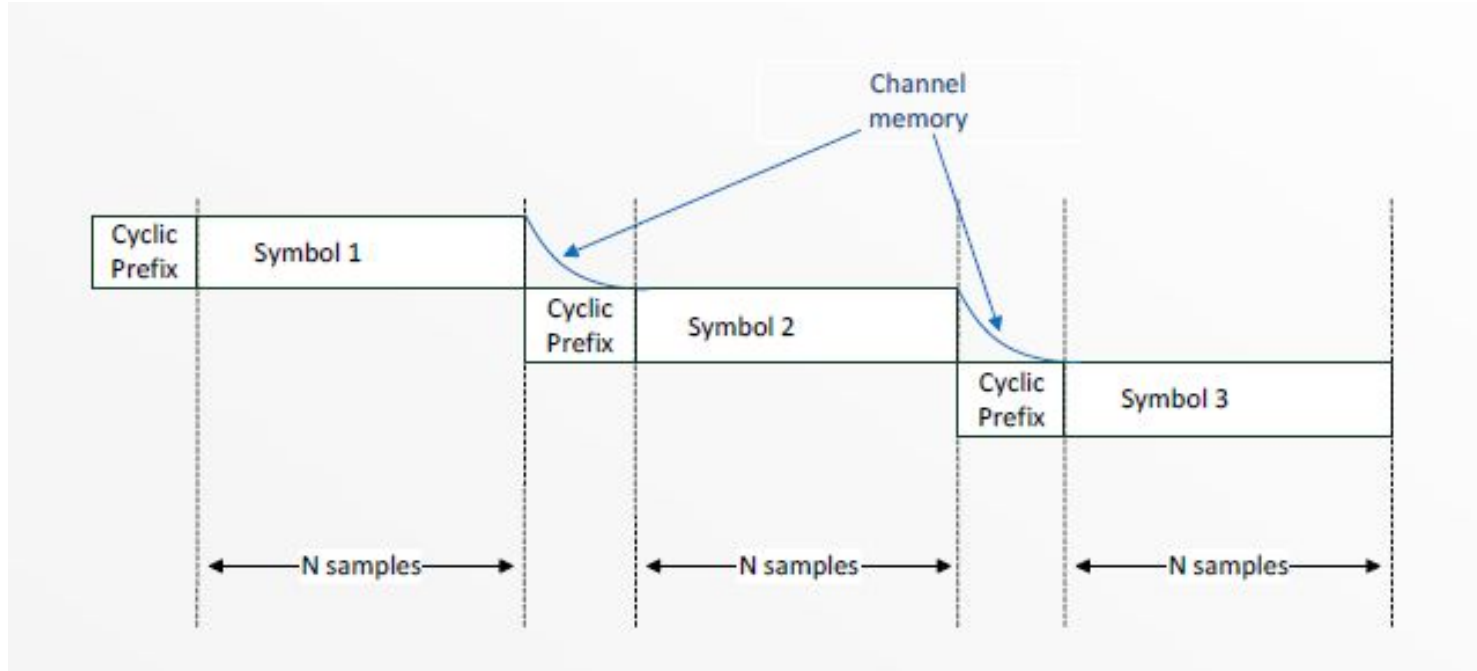 Channel
memory
Cyclic
Prefix
Symbol 1
Cyclic
Prefix
Symbol 2
Cyclic
Prefix
Symbol 3
N samples
N samples
N samples